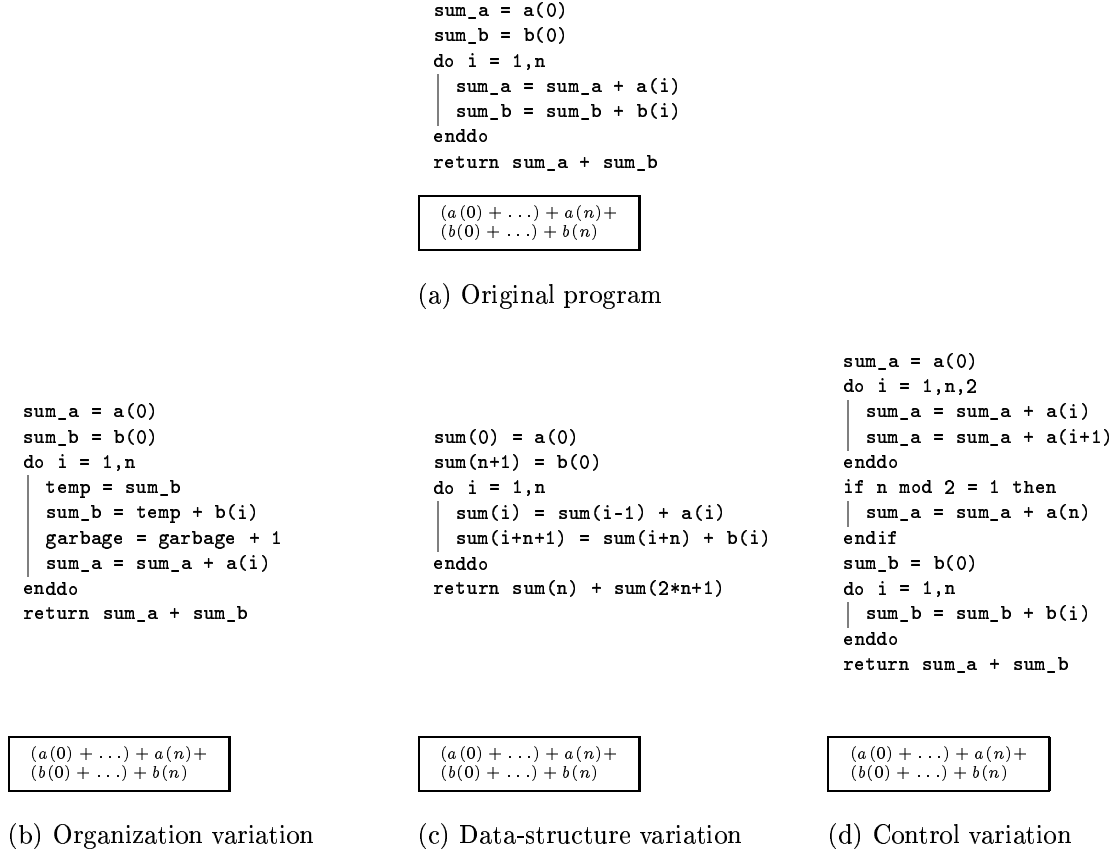 sum_a = a(0)
sum_b = b(0)
do i = 1,n
sum_a = sum_a + a(i)
sum_b = sum_b + b(i)
enddo
return sum_a + sum_b
(a(0) + ...) + a(n)+
(b(0) + ...) + b(n)
(a) Original program
sum_a = a(0)
sum_b = b(0)
do i = 1,n
temp = sum_b
sum_b = temp + b(i)
garbage = garbage + 1
sum_a = sum_a + a(i)
enddo
return sum_a + sum_b
(a(0) + ...) + a(n)+
(b(0) + ...) + b(n)
(b) Organization variation
sum(0) = a(0)
sum(n+1) = b(0)
do i = 1,n
sum(i) = sum(i-1) + a(i)
sum(i+n+1) = sum(i+n) + b(i)
enddo
return sum(n) + sum(2*n+1)
(a(0) + ...) + a(n)+
(b(0) + ...) + b(n)
(c) Data-structure variation
sum_a = a(0)
do i = 1,n,2
sum_a = sum_a + a(i)
sum_a = sum_a + a(i+1)
enddo
if n mod 2 = 1 then
sum_a = sum_a + a(n)
endif
sum_b = b(0)
do i = 1,n
sum_b = sum_b + b(i)
enddo
return sum_a + sum_b
(a(0) + ...) + a(n)+
(b(0) + ...) + b(n)
(d) Control variation